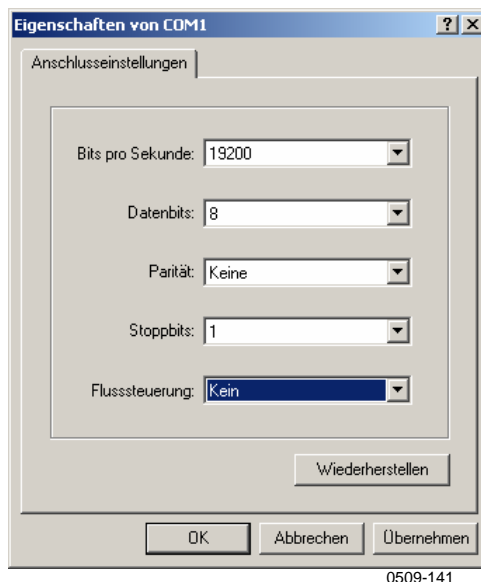 Eigenschaften von COM1
Anschlusseinstellungen
Bits pro Sekunde: 19200
Datenbits: 8
Parität: Keine
Stoppbits: 1
Flusssteuerung: Kein
Wiederherstellen
OK Abbrechen Übernehmen
0509-141